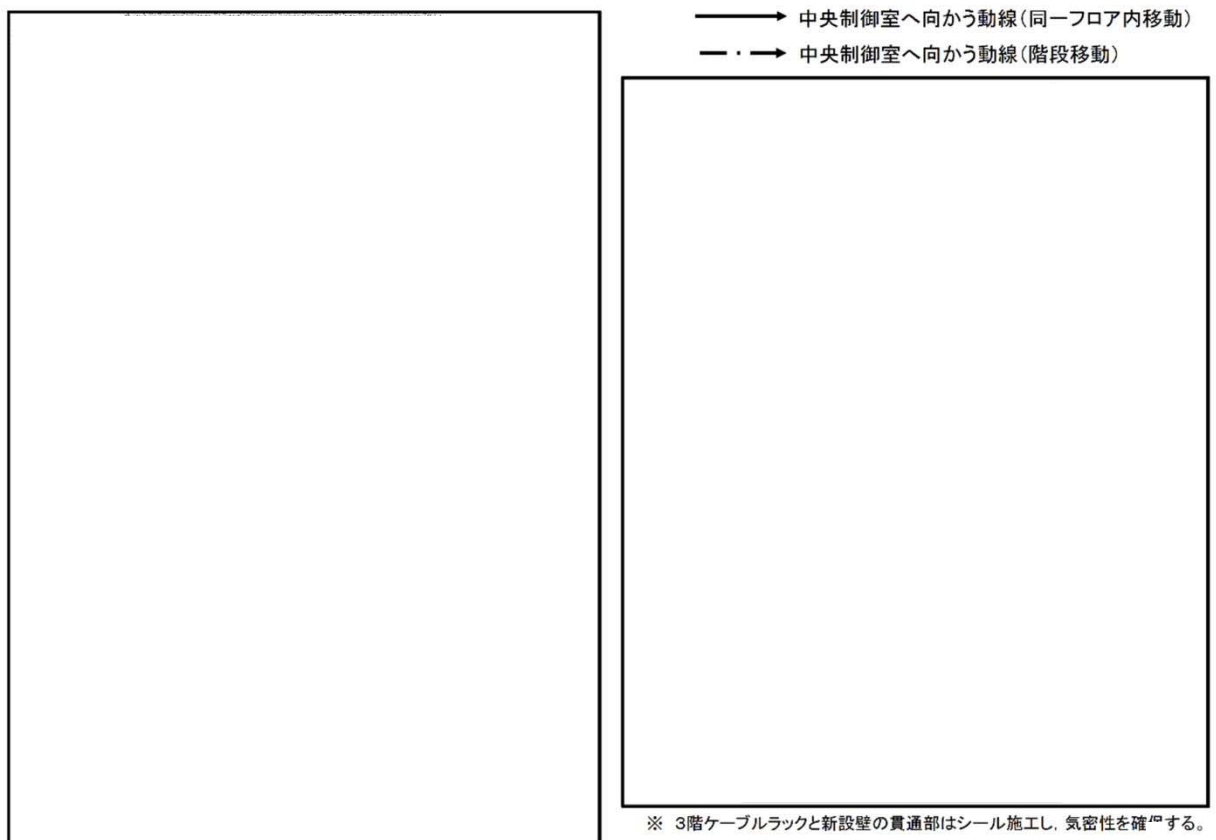 中央制御室へ向かう動線（同一フロア内移動）
中央制御室へ向かう動線（階段移動）
※ 3階ケーブルラックと新設壁の貫通部はシール施工し，気密性を確保する。